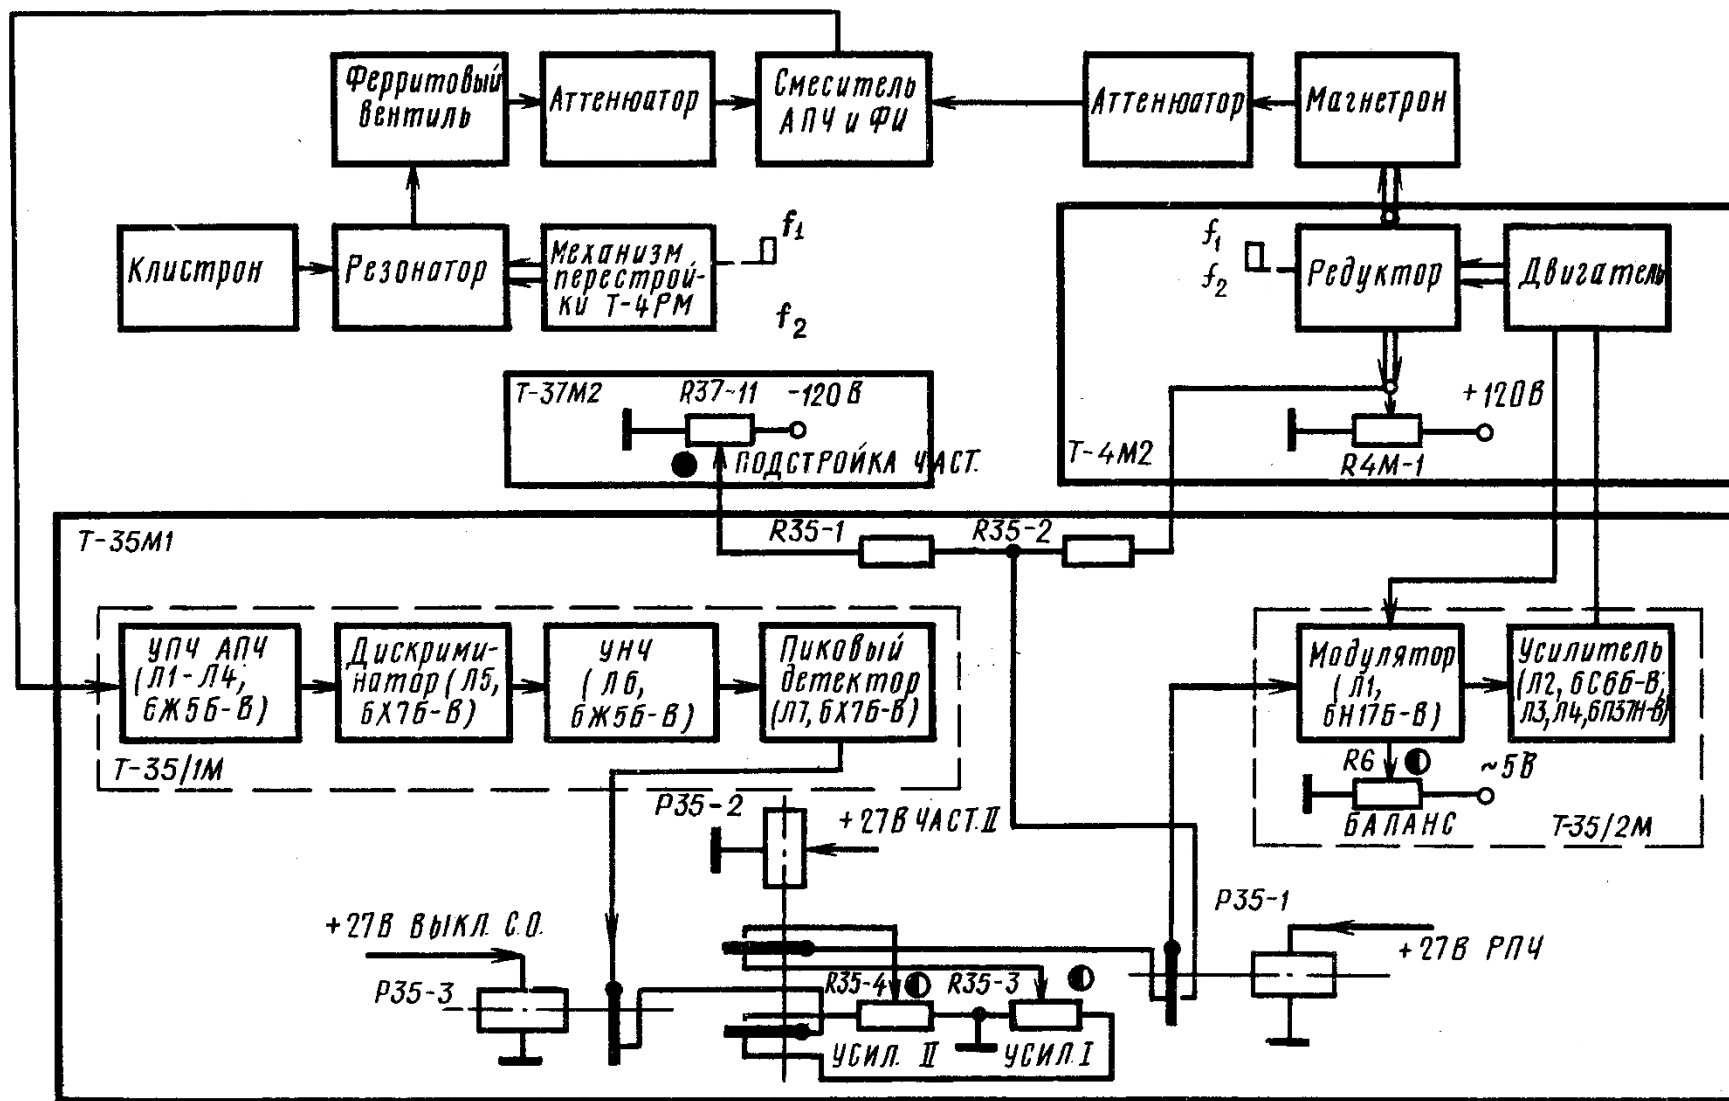 Ферритовый
вентиль
Аттенюатор
Смеситель
АПЧ и ФИ
Аттенюатор
Магнетрон
Клистрон
Резонатор
Механизм
перестрой-
ки Т-4РМ
f1
f2
f1
f2
Редуктор
Двигатель
Т-37М2
R37-11
-120 В
ПОДСТРОЙКА ЧАСТ.
+120В
R4М-1
Т-4М2
Т-35М1
R35-1
R35-2
УПЧ АПЧ
(Л1-Л4,
6Ж5Б-В)
Дискрими-
натор (Л5,
6Х7Б-В)
УНЧ
(Л6,
6Ж5Б-В)
Пиковый
детектор
(Л7, 6Х7Б-В)
Т-35/1М
Модулятор
(Л1,
6Н17Б-В)
Усилитель
(Л2, 6С6Б-В,
Л3, Л4, 6П37Н-В)
R6
~5В
БАЛАНС
Т-35/2М
Р35-2
+27В ЧАСТ. II
Р35-1
+27В РПЧ
+27В ВЫКЛ. С.О.
Р35-3
R35-4
R35-3
УСИЛ. II
УСИЛ. I